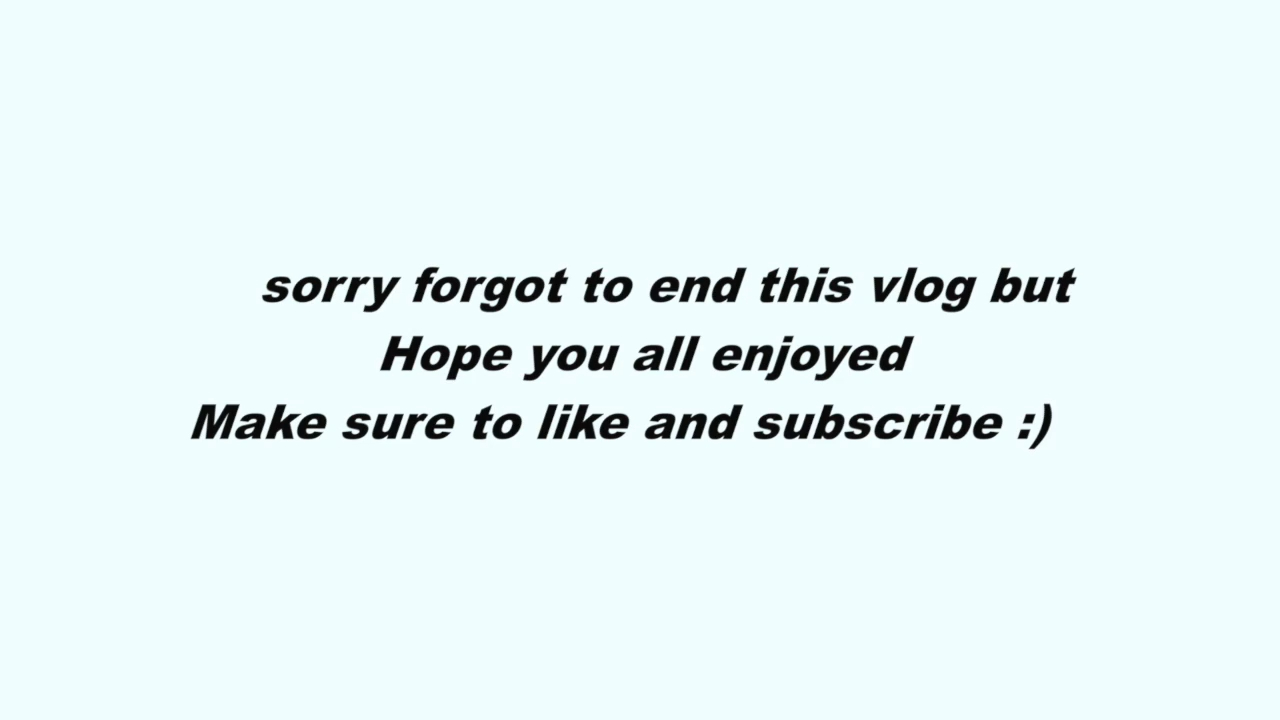 sorry forgot to end this vlog but
Hope you all enjoyed
Make sure to like and subscribe :)